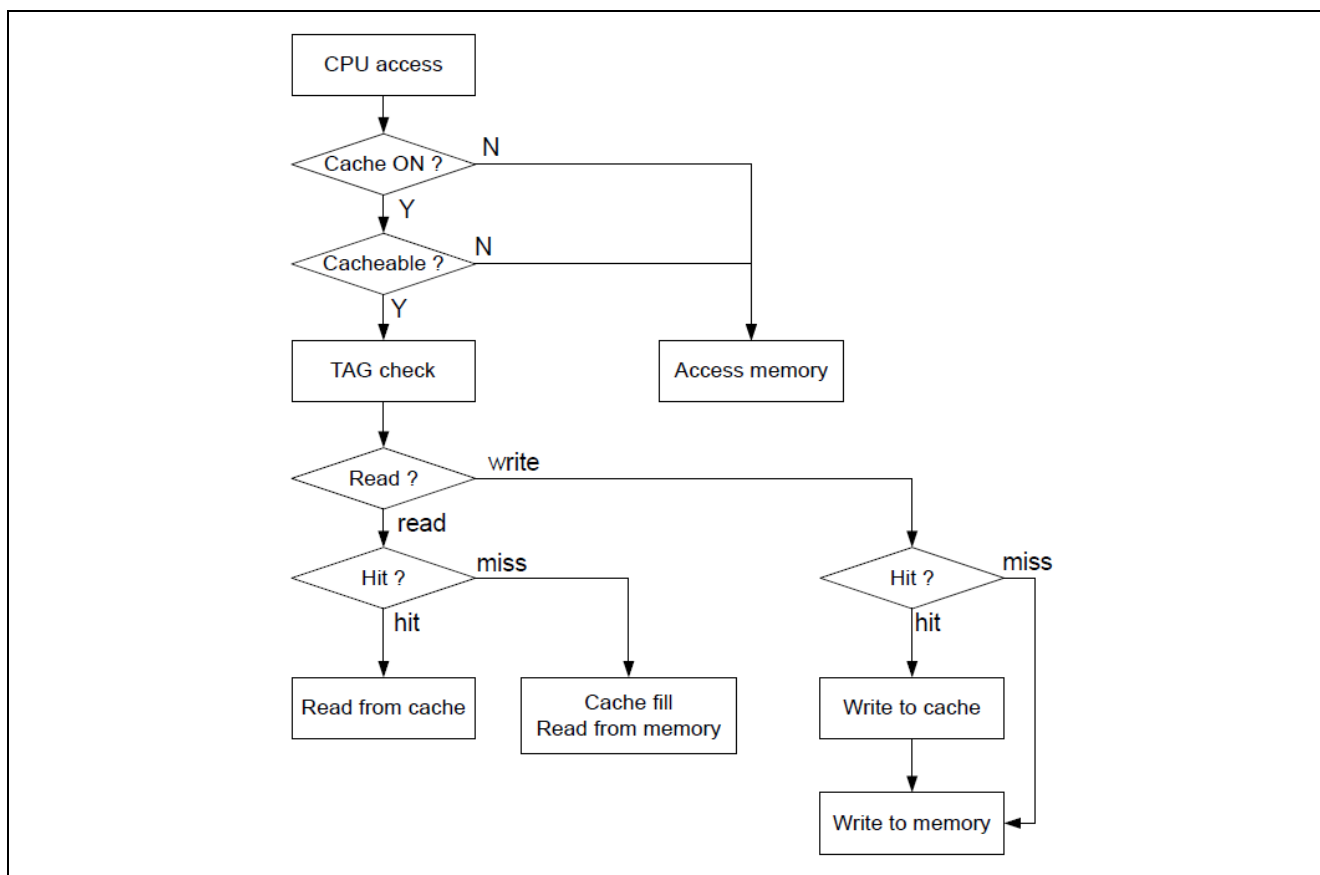 CPU access
Cache ON ?
N
Y
Cacheable ?
N
Y
TAG check
Access memory
Read ?
write
read
Hit ?
miss
Hit ?
miss
hit
hit
Read from cache
Cache fill
Read from memory
Write to cache
Write to memory